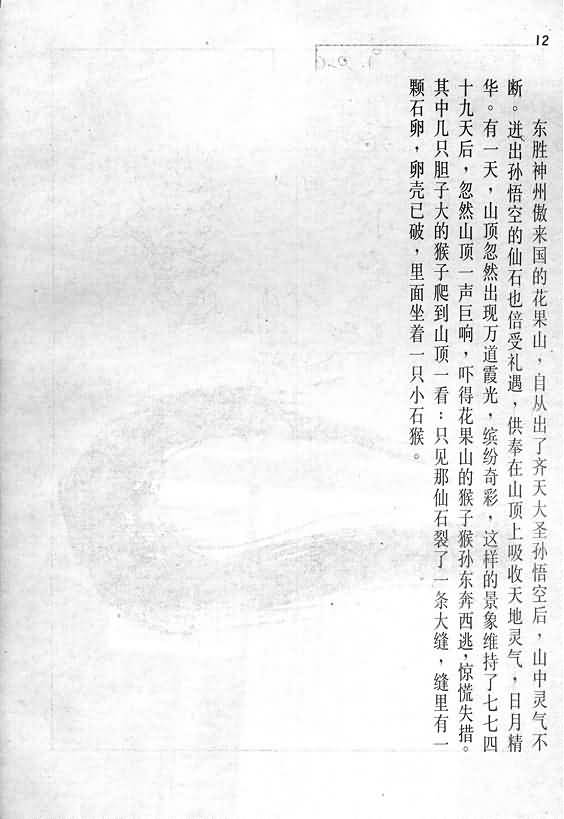 12
东胜神州傲来国的花果山，自从出了齐天大圣孙悟空后，山中灵气不
断。迸出孙悟空的仙石也倍受礼遇，供奉在山顶上吸收天地灵气，日月精
华。有一天，山顶忽然出现万道霞光，缤纷奇彩，这样的景象维持了七七四
十九天后，忽然山顶一声巨响，吓得花果山的猴子猴孙东奔西逃，惊慌失措。
其中几只胆子大的猴子爬到山顶一看：只见那仙石裂了一条大缝，缝里有一
颗石卵，卵壳已破，里面坐着一只小石猴。